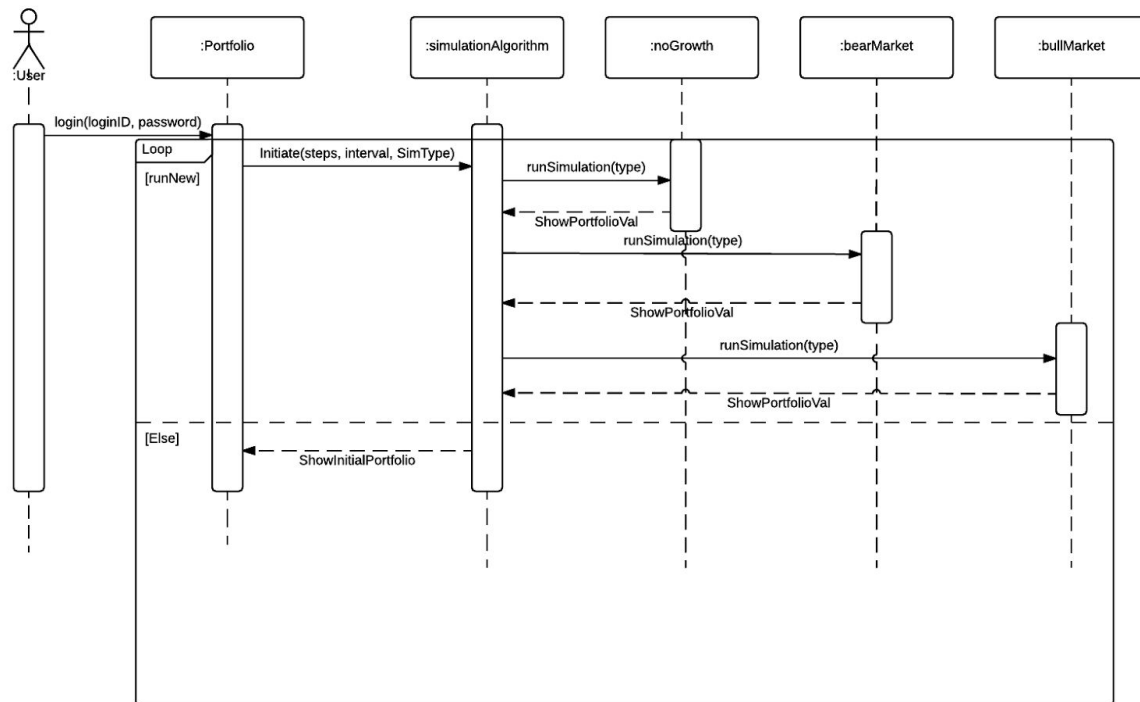 :User
:Portfolio
:simulationAlgorithm
:noGrowth
:bearMarket
:bullMarket
login(loginID, password)
Loop
[runNew]
Initiate(steps, interval, SimType)
runSimulation(type)
ShowPortfolioVal
runSimulation(type)
ShowPortfolioVal
runSimulation(type)
ShowPortfolioVal
[Else]
ShowInitialPortfolio